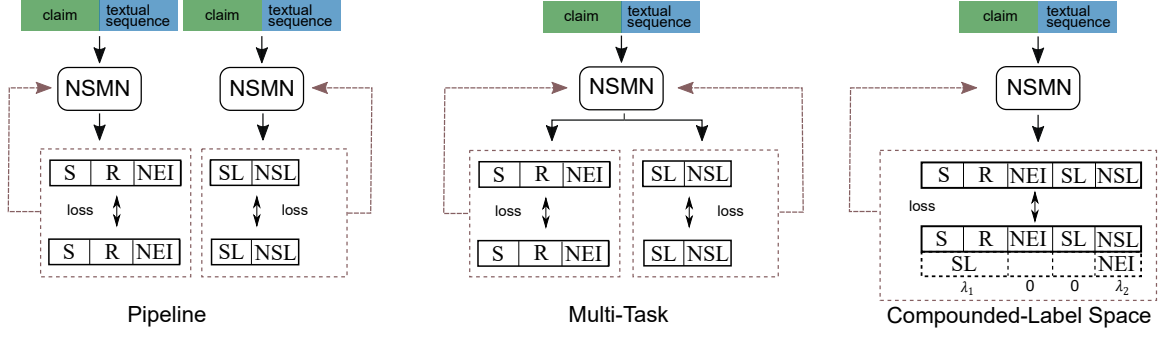 claim textual sequence
NSMN
S R NEI
loss
S R NEI
claim textual sequence
NSMN
SL NSL
loss
SL NSL
Pipeline
claim textual sequence
NSMN
S R NEI
loss
S R NEI
SL NSL
loss
SL NSL
Multi-Task
claim textual sequence
NSMN
S R NEI SL NSL
loss
S R NEI SL NSL
SL NEI
λ₁ 0 0 λ₂
Compounded-Label Space